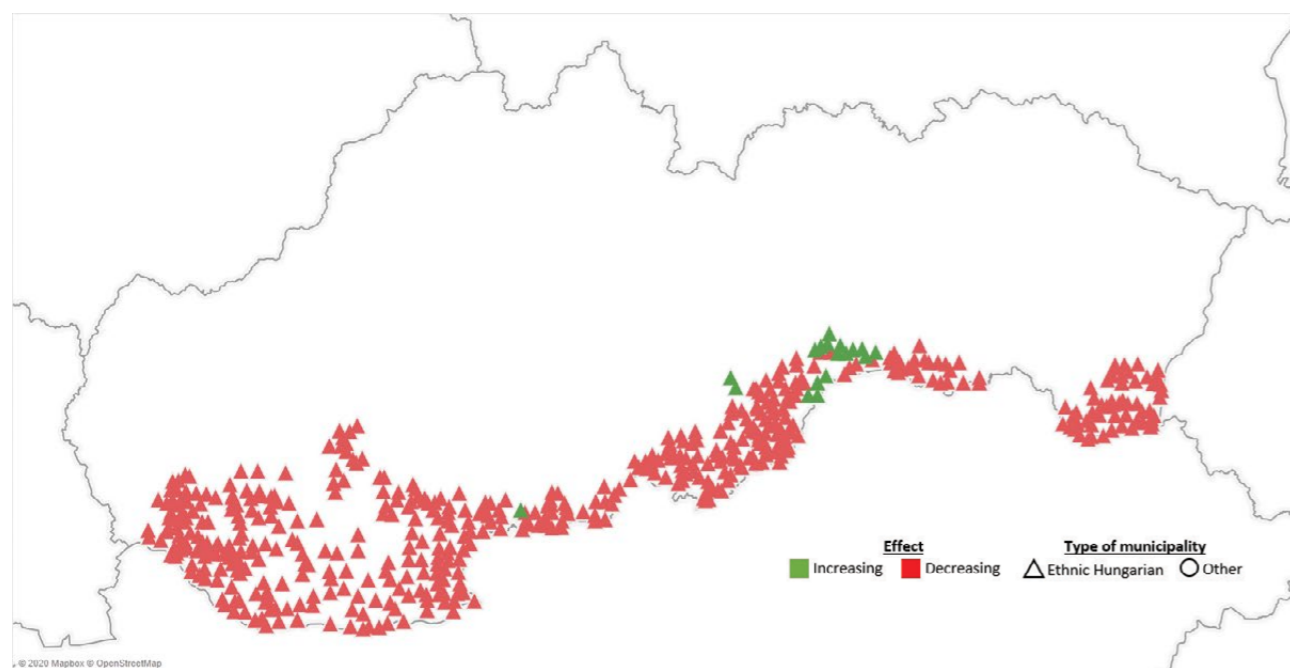 Effect
Type of municipality
Increasing
Decreasing
Ethnic Hungarian
Other
© 2020 Mapbox © OpenStreetMap